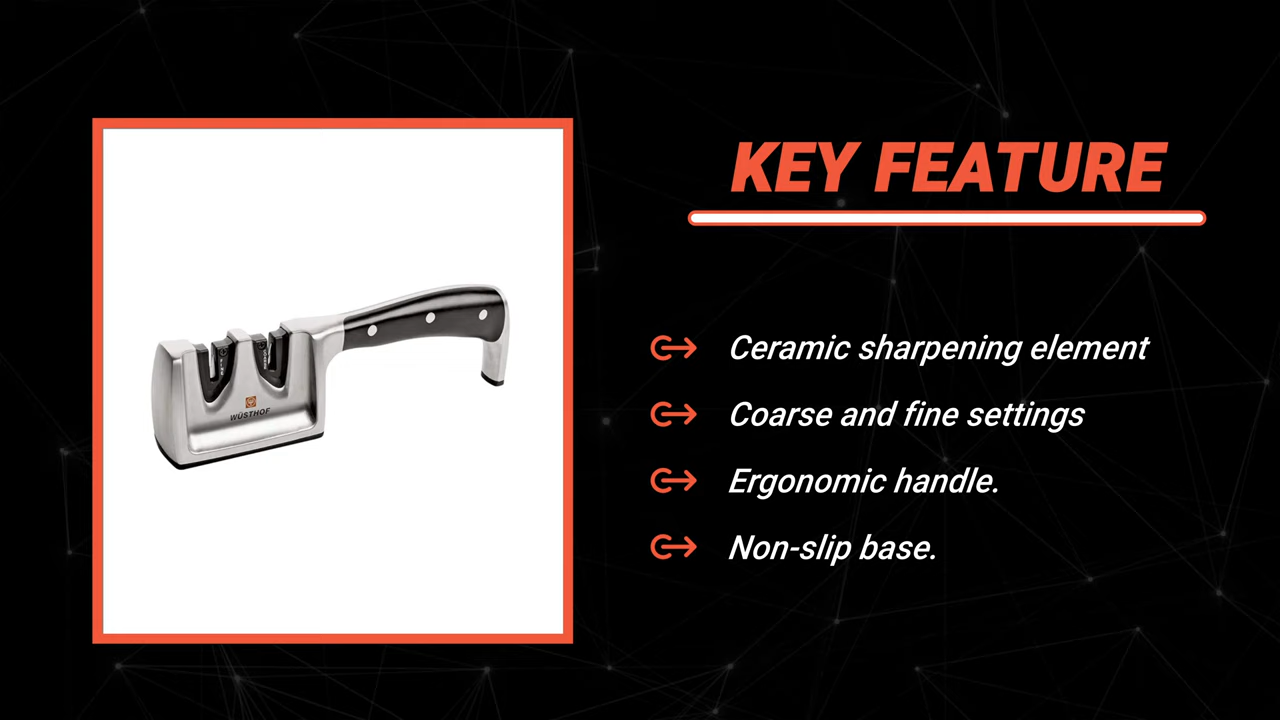 KEY FEATURE
WÜSTHOF
Ceramic sharpening element
Coarse and fine settings
Ergonomic handle.
Non-slip base.